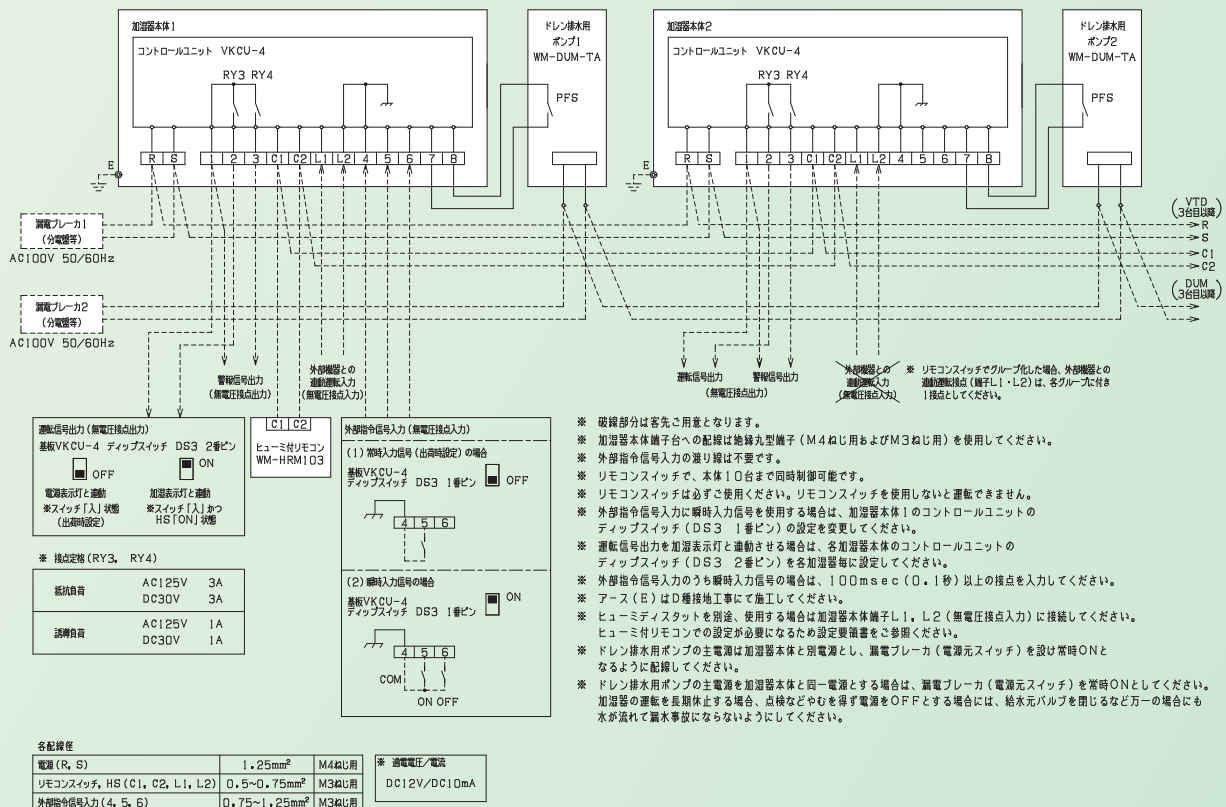 加湿器本体1
コントロールユニット VKCU-4
RY3 RY4
R S 1 2 3 C1 C2 L1 L2 4 5 6 7 8
E
ドレン排水用
ポンプ1
WM-DUM-TA
PFS
加湿器本体2
コントロールユニット VKCU-4
RY3 RY4
R S 1 2 3 C1 C2 L1 L2 4 5 6 7 8
E
ドレン排水用
ポンプ2
WM-DUM-TA
PFS
漏電ブレーカ1
(分電盤等)
AC100V 50/60Hz
漏電ブレーカ2
(分電盤等)
AC100V 50/60Hz
(VTD
3台目以降)
R
S
C1
C2
(DUM
3台目以降)
警報信号出力
(無電圧接点出力)
外部機器との
連動運転入力
(無電圧接点入力)
運転信号出力 警報信号出力
(無電圧接点出力)
外部機器との
連動運転入力
(無電圧接点入力)
※ リモコンスイッチでグループ化した場合、外部機器との
連動運転接点(端子L1・L2)は、各グループに付き
1接点としてください。
運転信号出力(無電圧接点出力)
基板VKCU-4 ディップスイッチ DS3 2番ピン
OFF
ON
電源表示灯と連動
※スイッチ「入」状態
(出荷時設定)
加湿表示灯と連動
※スイッチ「入」かつ
HS「ON」状態
C1 C2
ヒューミ付リモコン
WM-HRM103
外部指令信号入力(無電圧接点入力)
(1)常時入力信号(出荷時設定)の場合
基板VKCU-4
ディップスイッチ DS3 1番ピン
OFF
4 5 6
(2)瞬時入力信号の場合
基板VKCU-4
ディップスイッチ DS3 1番ピン
ON
4 5 6
COM
ON OFF
※ 接点定格(RY3, RY4)
抵抗負荷 AC125V 3A
DC30V 3A
誘導負荷 AC125V 1A
DC30V 1A
※ 破線部分は客先ご用意となります。
※ 加湿器本体端子台への配線は絶縁丸型端子(M4ねじ用およびM3ねじ用)を使用してください。
※ 外部指令信号入力の渡り線は不要です。
※ リモコンスイッチで、本体10台まで同時制御可能です。
※ リモコンスイッチは必ずご使用ください。リモコンスイッチを使用しないと運転できません。
※ 外部指令信号入力に瞬時入力信号を使用する場合は、加湿器本体1のコントロールユニットの
ディップスイッチ(DS3 1番ピン)の設定を変更してください。
※ 運転信号出力を加湿表示灯と連動させる場合は、各加湿器本体のコントロールユニットの
ディップスイッチ(DS3 2番ピン)を各加湿器毎に設定してください。
※ 外部指令信号入力のうち瞬時入力信号の場合は、100msec(0.1秒)以上の接点を入力してください。
※ アース(E)はD種接地工事にて施工してください。
※ ヒューミディスタットを別途、使用する場合は加湿器本体端子L1,L2(無電圧接点入力)に接続してください。
ヒューミ付リモコンでの設定が必要になるため設定要領書をご参照ください。
※ ドレン排水用ポンプの主電源は加湿器本体と別電源とし、漏電ブレーカ(電源元スイッチ)を設け常時ONと
なるように配線してください。
※ ドレン排水用ポンプの主電源を加湿器本体と同一電源とする場合は、漏電ブレーカ(電源元スイッチ)を常時ONとしてください。
加湿器の運転を長期休止する場合、点検などやむを得ず電源をOFFとする場合には、給水元バルブを閉じるなど万一の場合にも
水が流れて漏水事故にならないようにしてください。
各配線径
電源(R, S) 1.25mm² M4ねじ用
リモコンスイッチ, HS(C1, C2, L1, L2) 0.5~0.75mm² M3ねじ用
外部指令信号入力(4, 5, 6) 0.75~1.25mm² M3ねじ用
※ 適電電圧/電流
DC12V/DC10mA